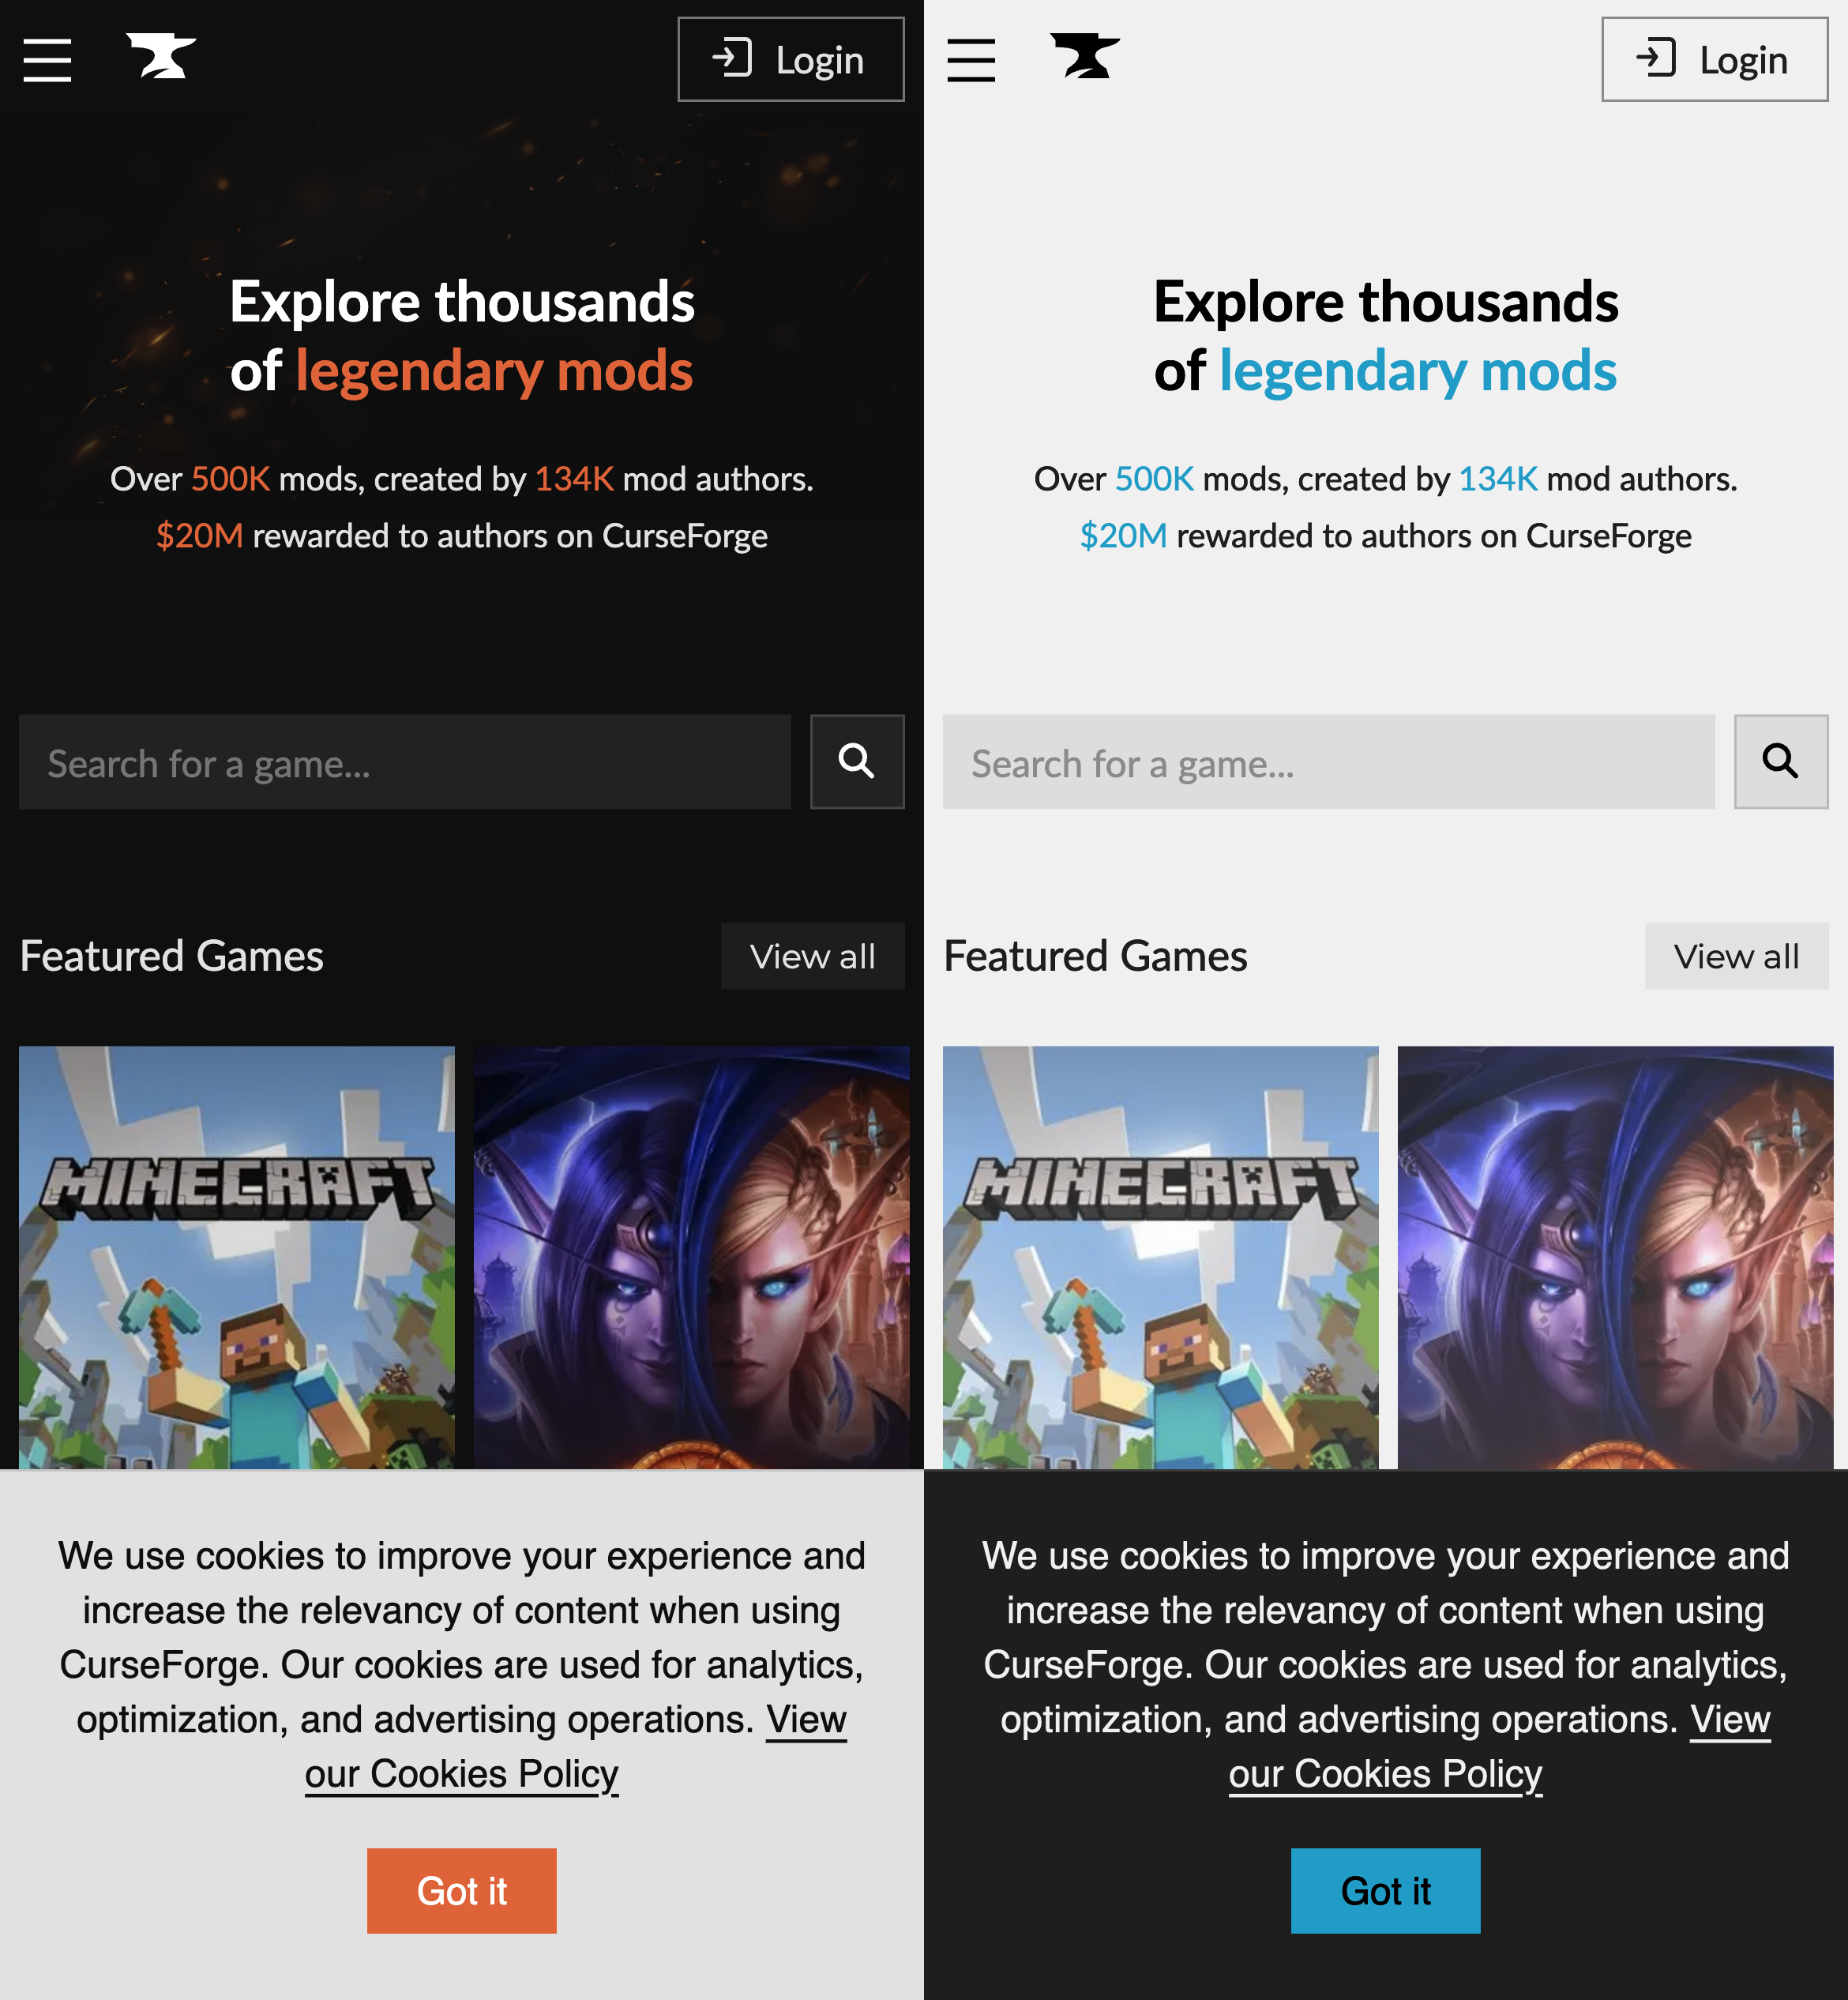 Login
Explore thousands
of legendary mods
Over 500K mods, created by 134K mod authors.
$20M rewarded to authors on CurseForge
Search for a game...
Featured Games
View all
MINECRAFT
We use cookies to improve your experience and
increase the relevancy of content when using
CurseForge. Our cookies are used for analytics,
optimization, and advertising operations. View
our Cookies Policy
Got it
Login
Explore thousands
of legendary mods
Over 500K mods, created by 134K mod authors.
$20M rewarded to authors on CurseForge
Search for a game...
Featured Games
View all
MINECRAFT
We use cookies to improve your experience and
increase the relevancy of content when using
CurseForge. Our cookies are used for analytics,
optimization, and advertising operations. View
our Cookies Policy
Got it